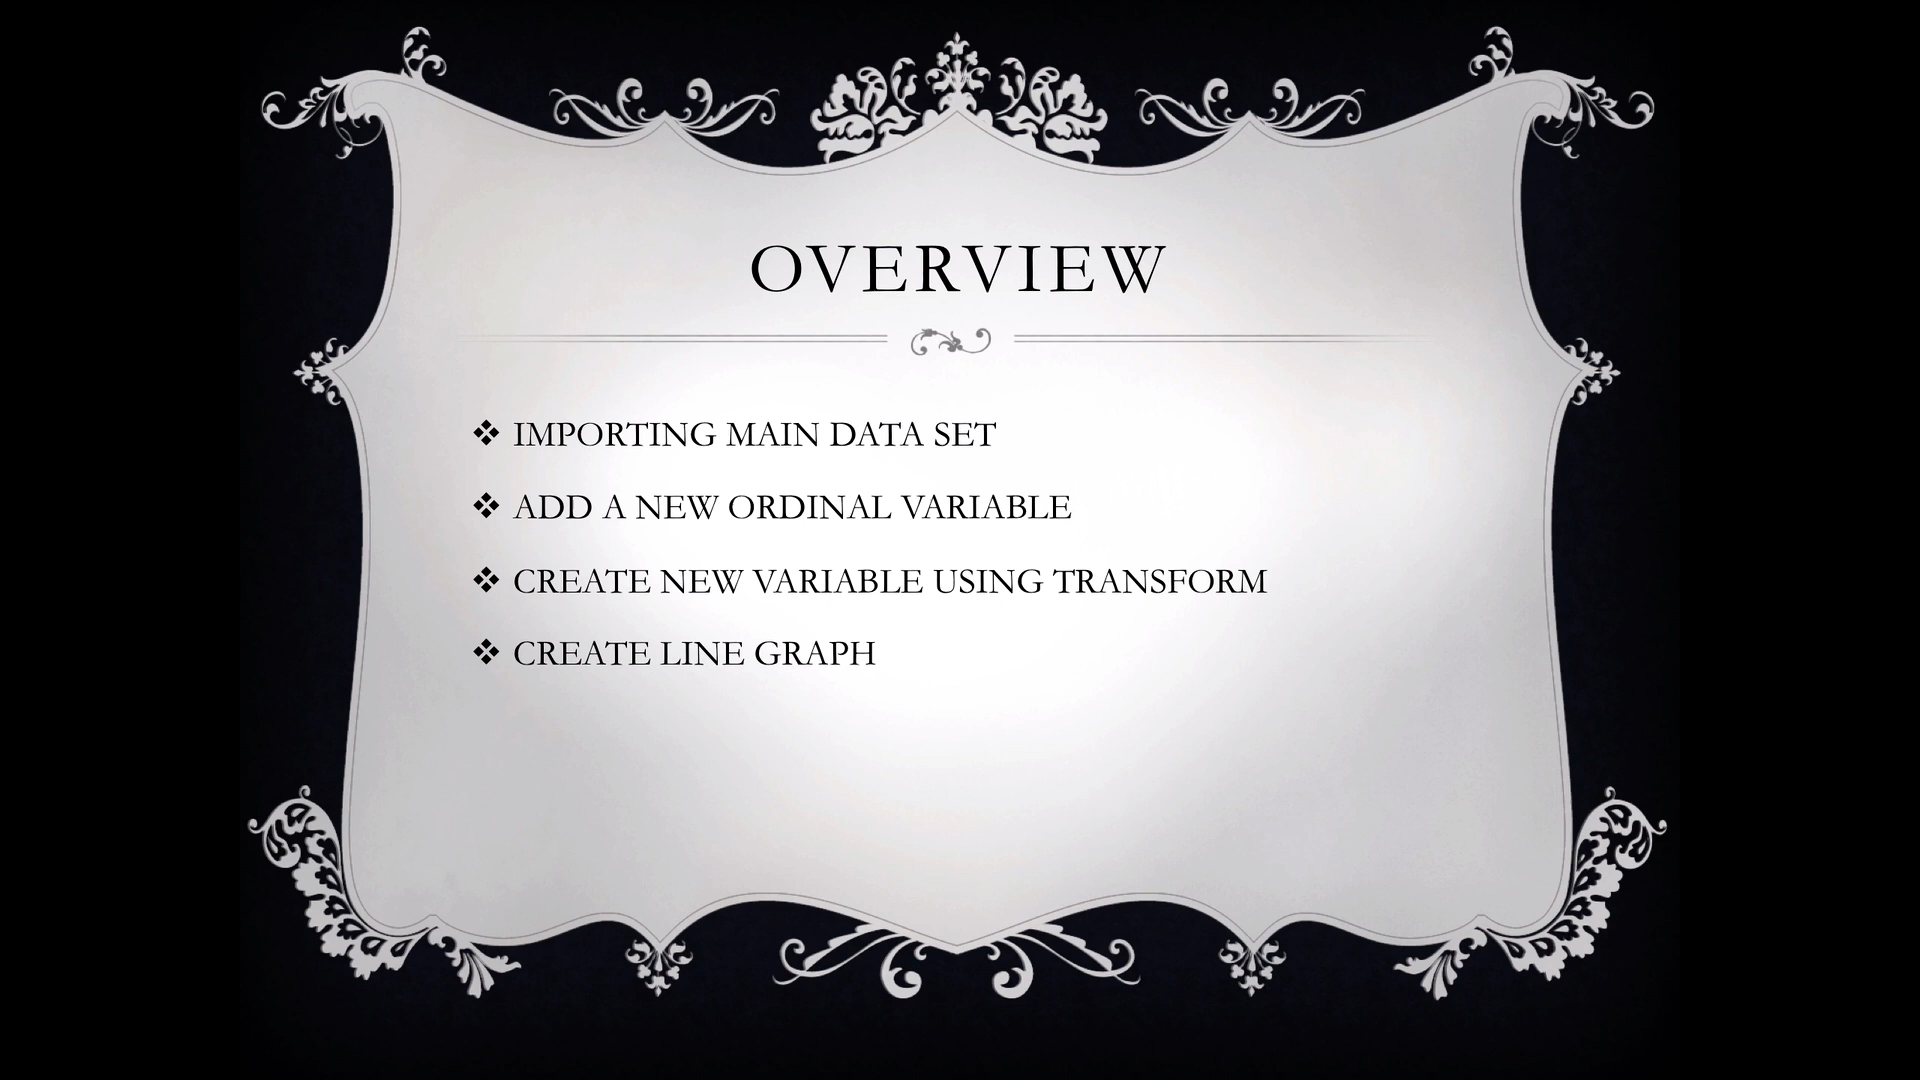 OVERVIEW
❖ IMPORTING MAIN DATA SET
❖ ADD A NEW ORDINAL VARIABLE
❖ CREATE NEW VARIABLE USING TRANSFORM
❖ CREATE LINE GRAPH